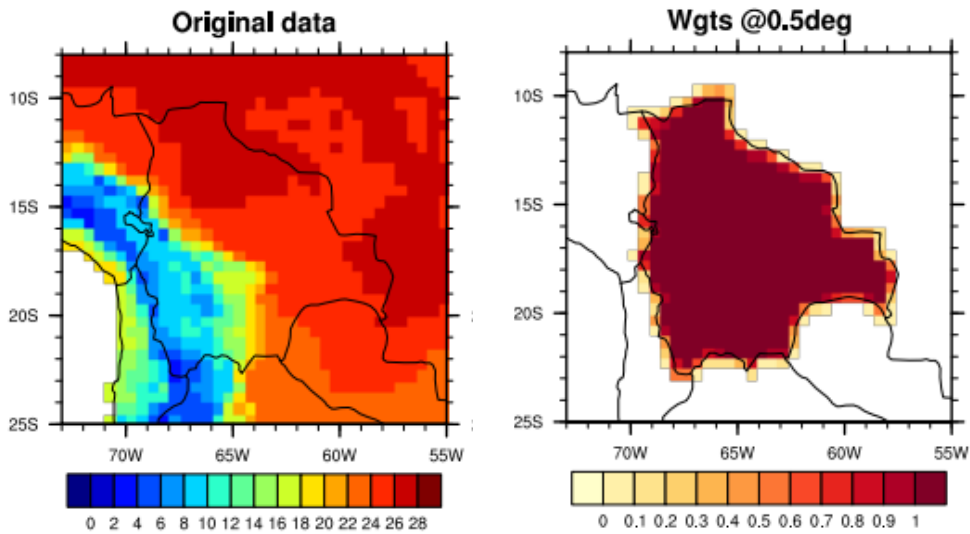 Original data
10S
15S
20S
25S
70W 65W 60W 55W
0 2 4 6 8 10 12 14 16 18 20 22 24 26 28
Wgts @0.5deg
10S
15S
20S
25S
70W 65W 60W 55W
0 0.1 0.2 0.3 0.4 0.5 0.6 0.7 0.8 0.9 1